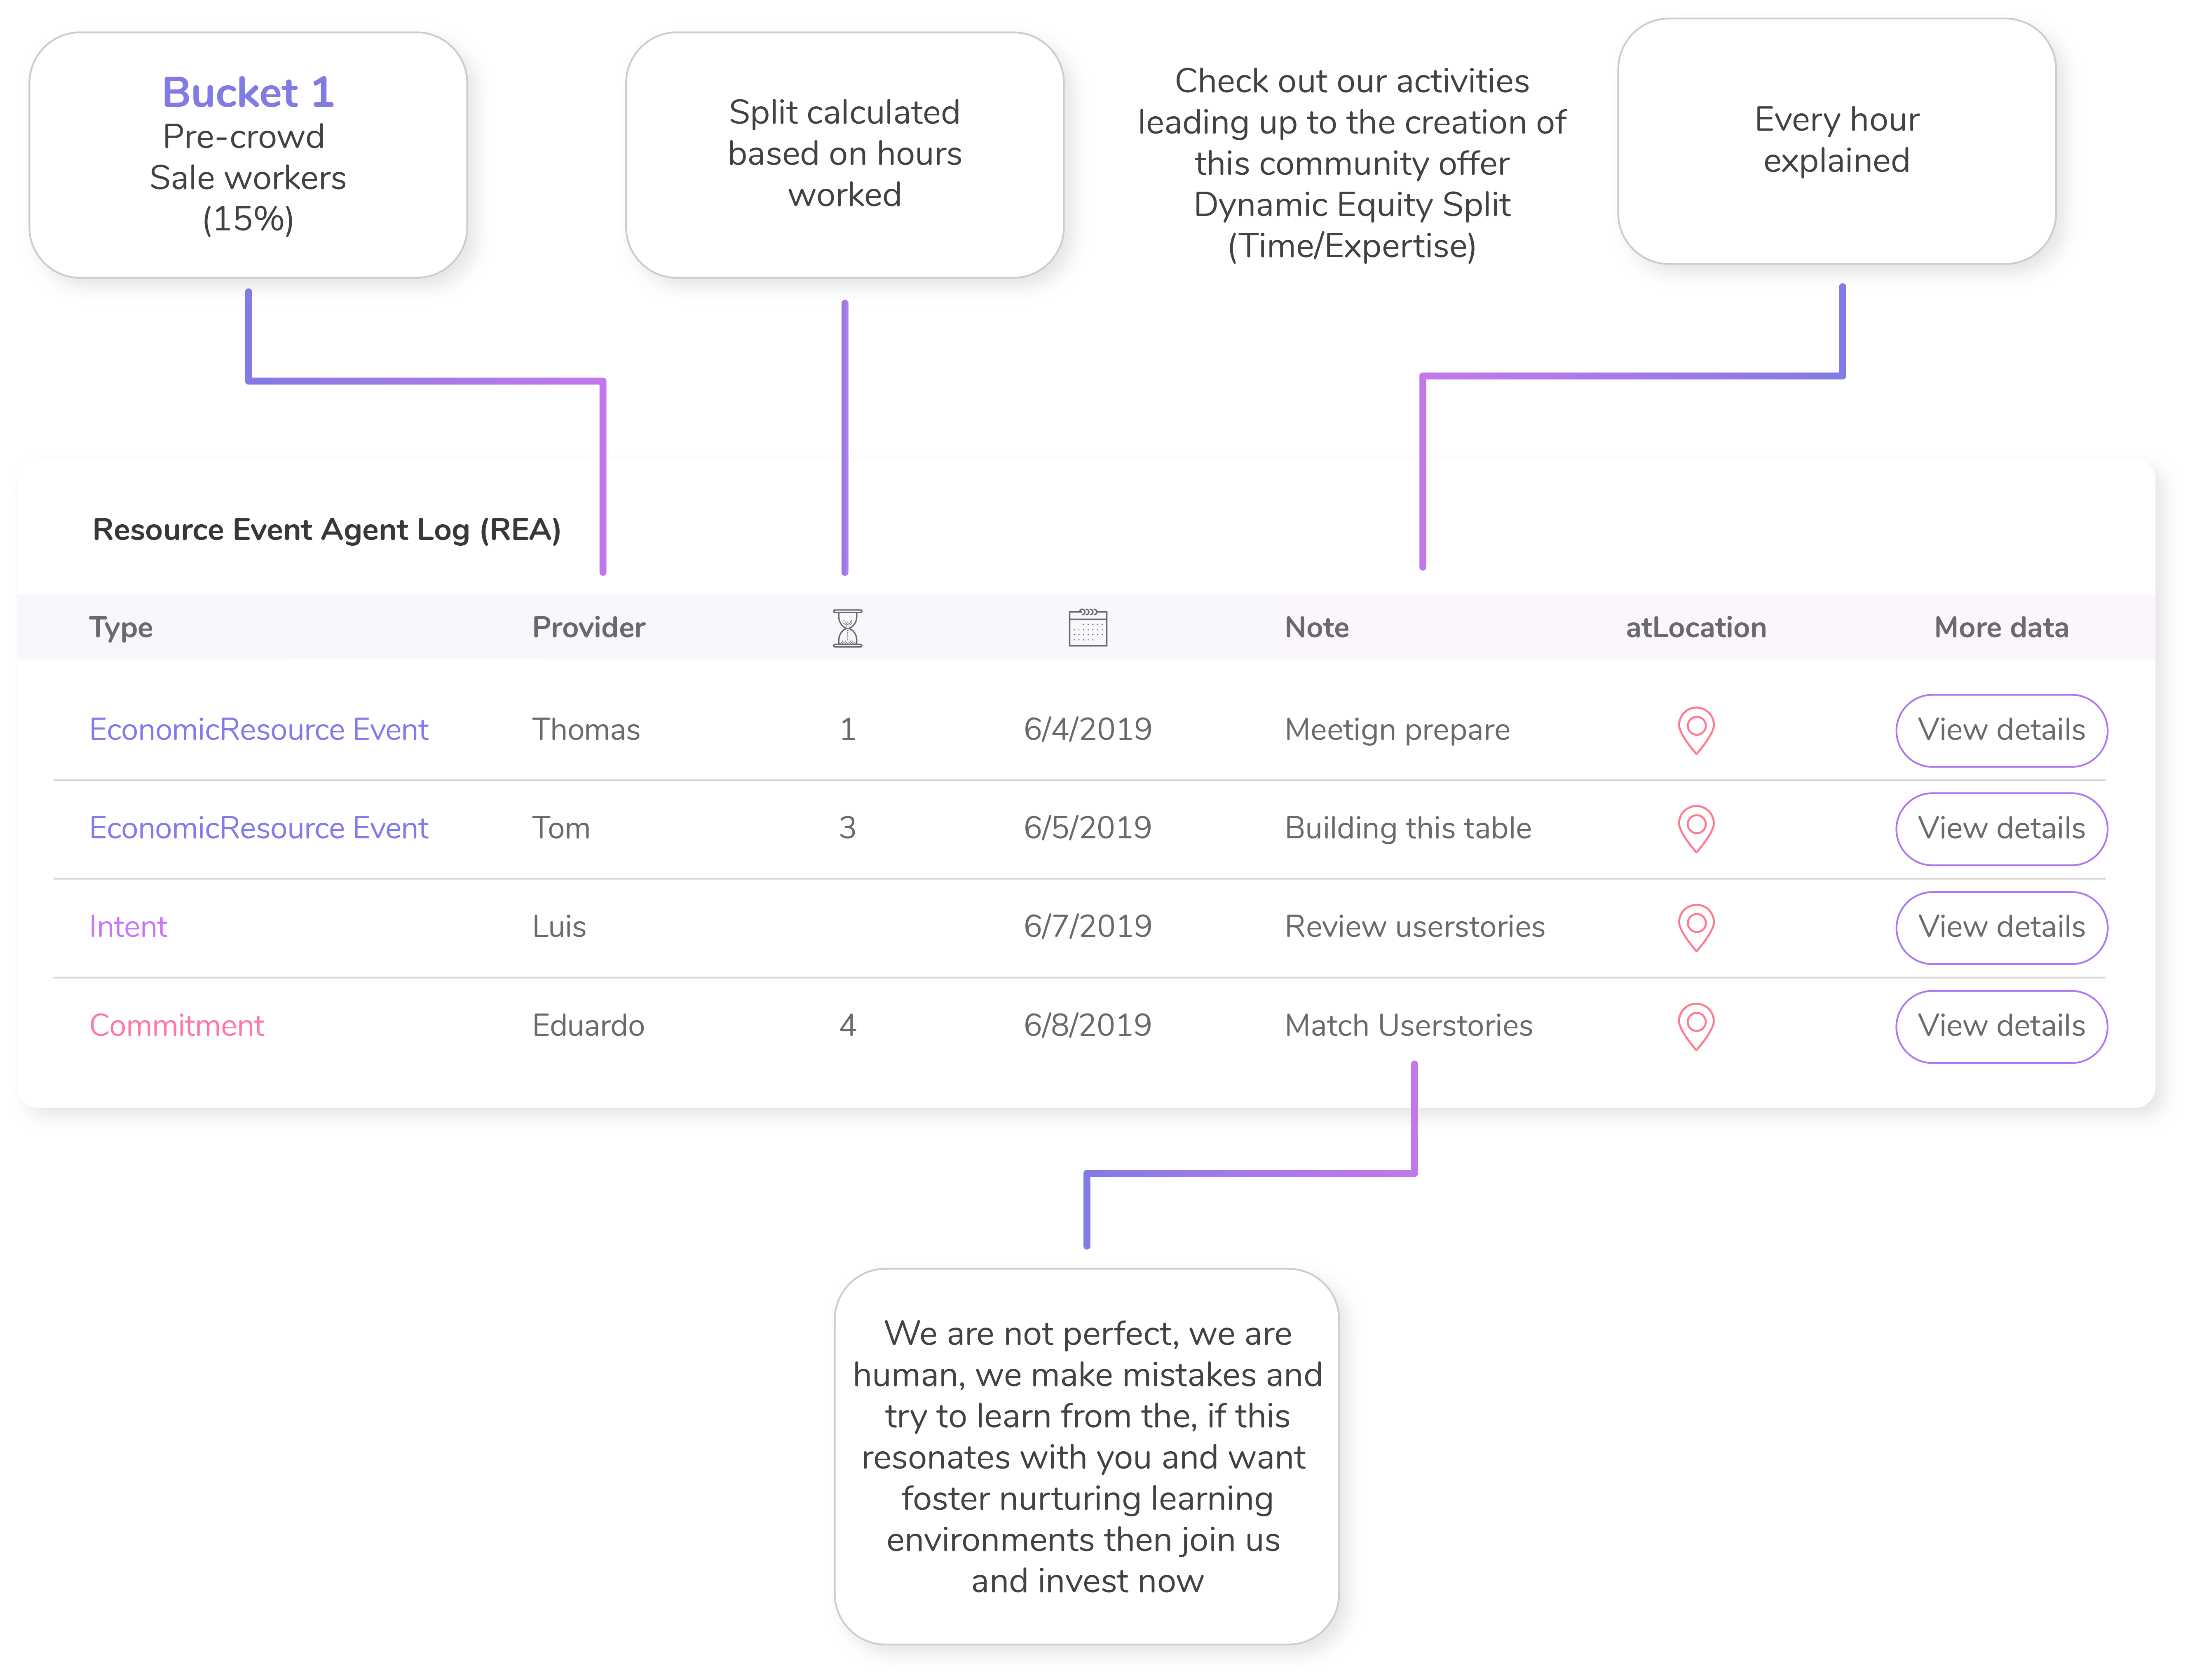 Bucket 1
Pre-crowd
Sale workers
(15%)
Split calculated
based on hours
worked
Check out our activities
leading up to the creation of
this community offer
Dynamic Equity Split
(Time/Expertise)
Every hour
explained
Resource Event Agent Log (REA)
Type Provider Note atLocation More data
EconomicResource Event Thomas 1 6/4/2019 Meetign prepare View details
EconomicResource Event Tom 3 6/5/2019 Building this table View details
Intent Luis 6/7/2019 Review userstories View details
Commitment Eduardo 4 6/8/2019 Match Userstories View details
We are not perfect, we are
human, we make mistakes and
try to learn from the, if this
resonates with you and want
foster nurturing learning
environments then join us
and invest now